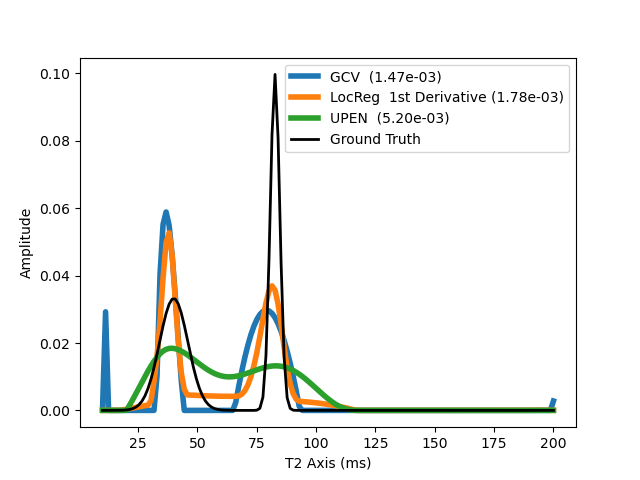 GCV  (1.47e-03)
LocReg  1st Derivative (1.78e-03)
UPEN  (5.20e-03)
Ground Truth
0.10
0.08
0.06
0.04
0.02
0.00
Amplitude
25 50 75 100 125 150 175 200
T2 Axis (ms)